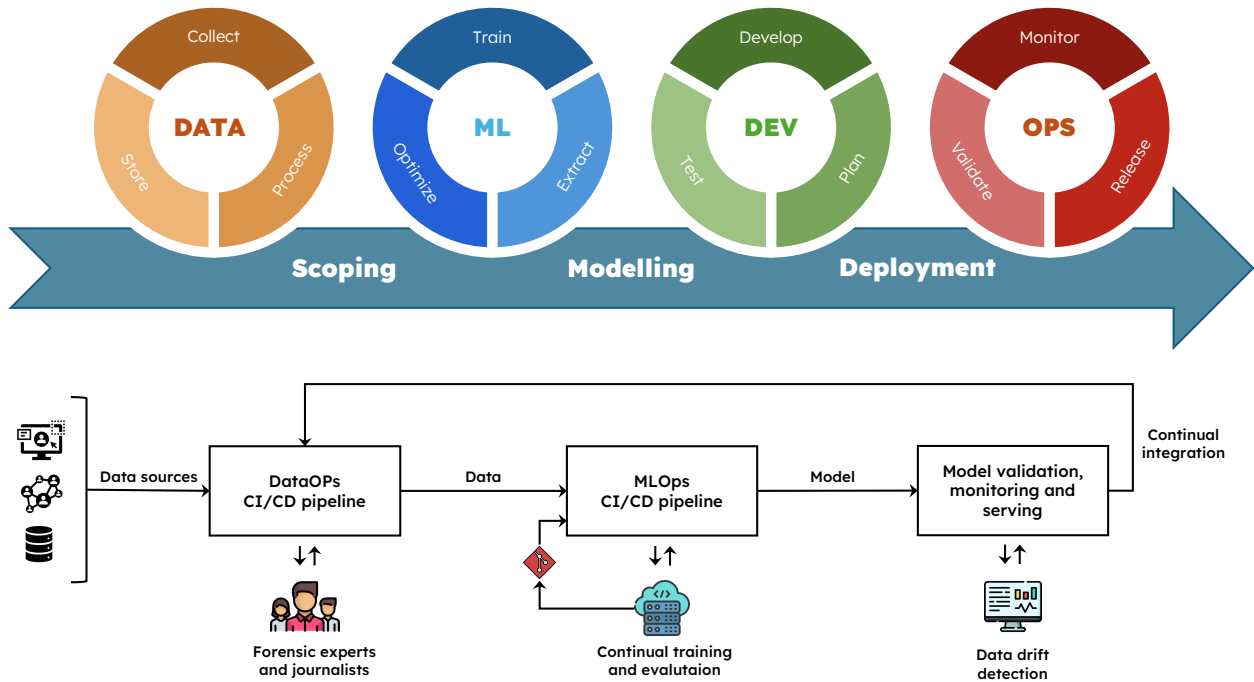 Collect
DATA
Store
Process
Train
ML
Optimize
Extract
Develop
DEV
Test
Plan
Monitor
OPS
Validate
Release
Scoping
Modelling
Deployment
Data sources
DataOPs
CI/CD pipeline
Data
MLOps
CI/CD pipeline
Model
Model validation,
monitoring and
serving
Continual
integration
Forensic experts
and journalists
</>
Continual training
and evalutaion
Data drift
detection